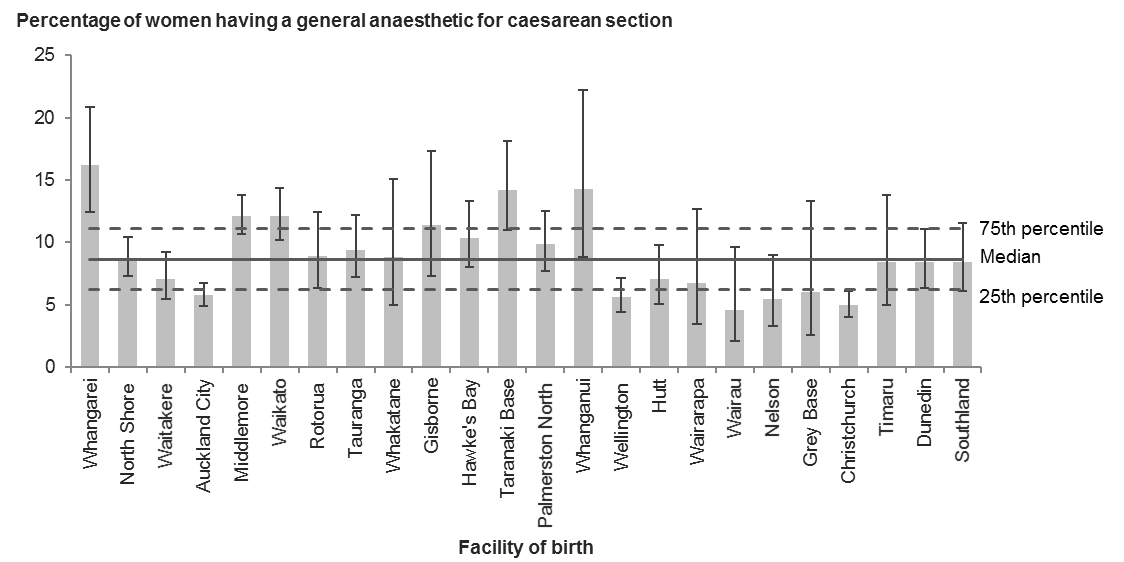 Percentage of women having a general anaesthetic for caesarean section
25
20
15
10
5
0
75th percentile
Median
25th percentile
Whangarei
North Shore
Waitakere
Auckland City
Middlemore
Waikato
Rotorua
Tauranga
Whakatane
Gisborne
Hawke's Bay
Taranaki Base
Palmerston North
Whanganui
Wellington
Hutt
Wairarapa
Wairau
Nelson
Grey Base
Christchurch
Timaru
Dunedin
Southland
Facility of birth